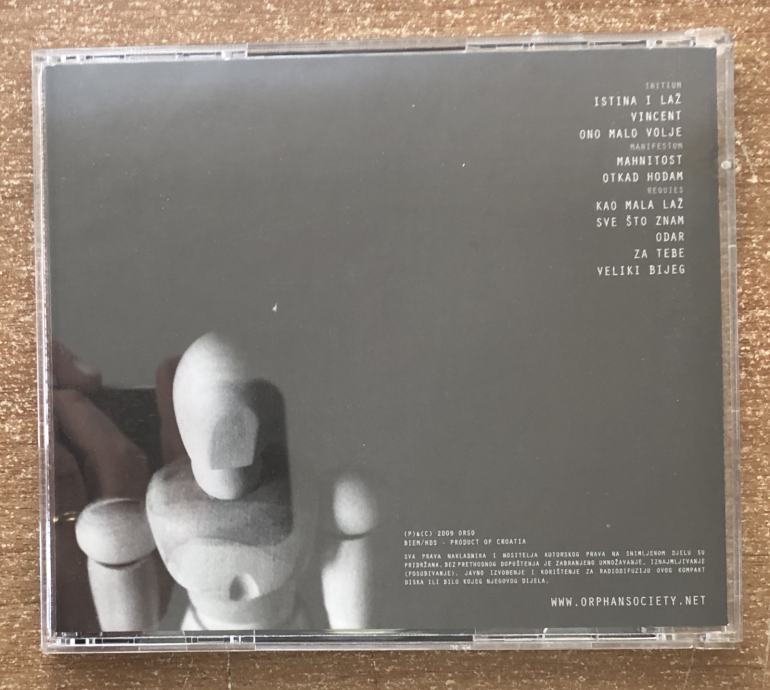 INITIUM
ISTINA I LAŽ
VINCENT
ONO MALO VOLJE
MANIFESTUM
MAHNITOST
OTKAD HODAM
REQUIES
KAO MALA LAŽ
SVE ŠTO ZNAM
ODAR
ZA TEBE
VELIKI BIJEG
(P)&(C) 2009 ORSO
BIEM/HDS - PRODUCT OF CROATIA
SVA PRAVA NAKLADNIKA I NOSITELJA AUTORSKOG PRAVA NA SNIMLJENOM DJELU SU
PRIDRŽANA. BEZ PRETHODNOG DOPUŠTENJA JE ZABRANJENO UMNOŽAVANJE, IZNAJMLJIVANJE
(POSUĐIVANJE), JAVNO IZVOĐENJE I KORIŠTENJE ZA RADIODIFUZIJU OVOG KOMPAKT
DISKA ILI BILO KOJEG NJEGOVOG DIJELA.
WWW.ORPHANSOCIETY.NET